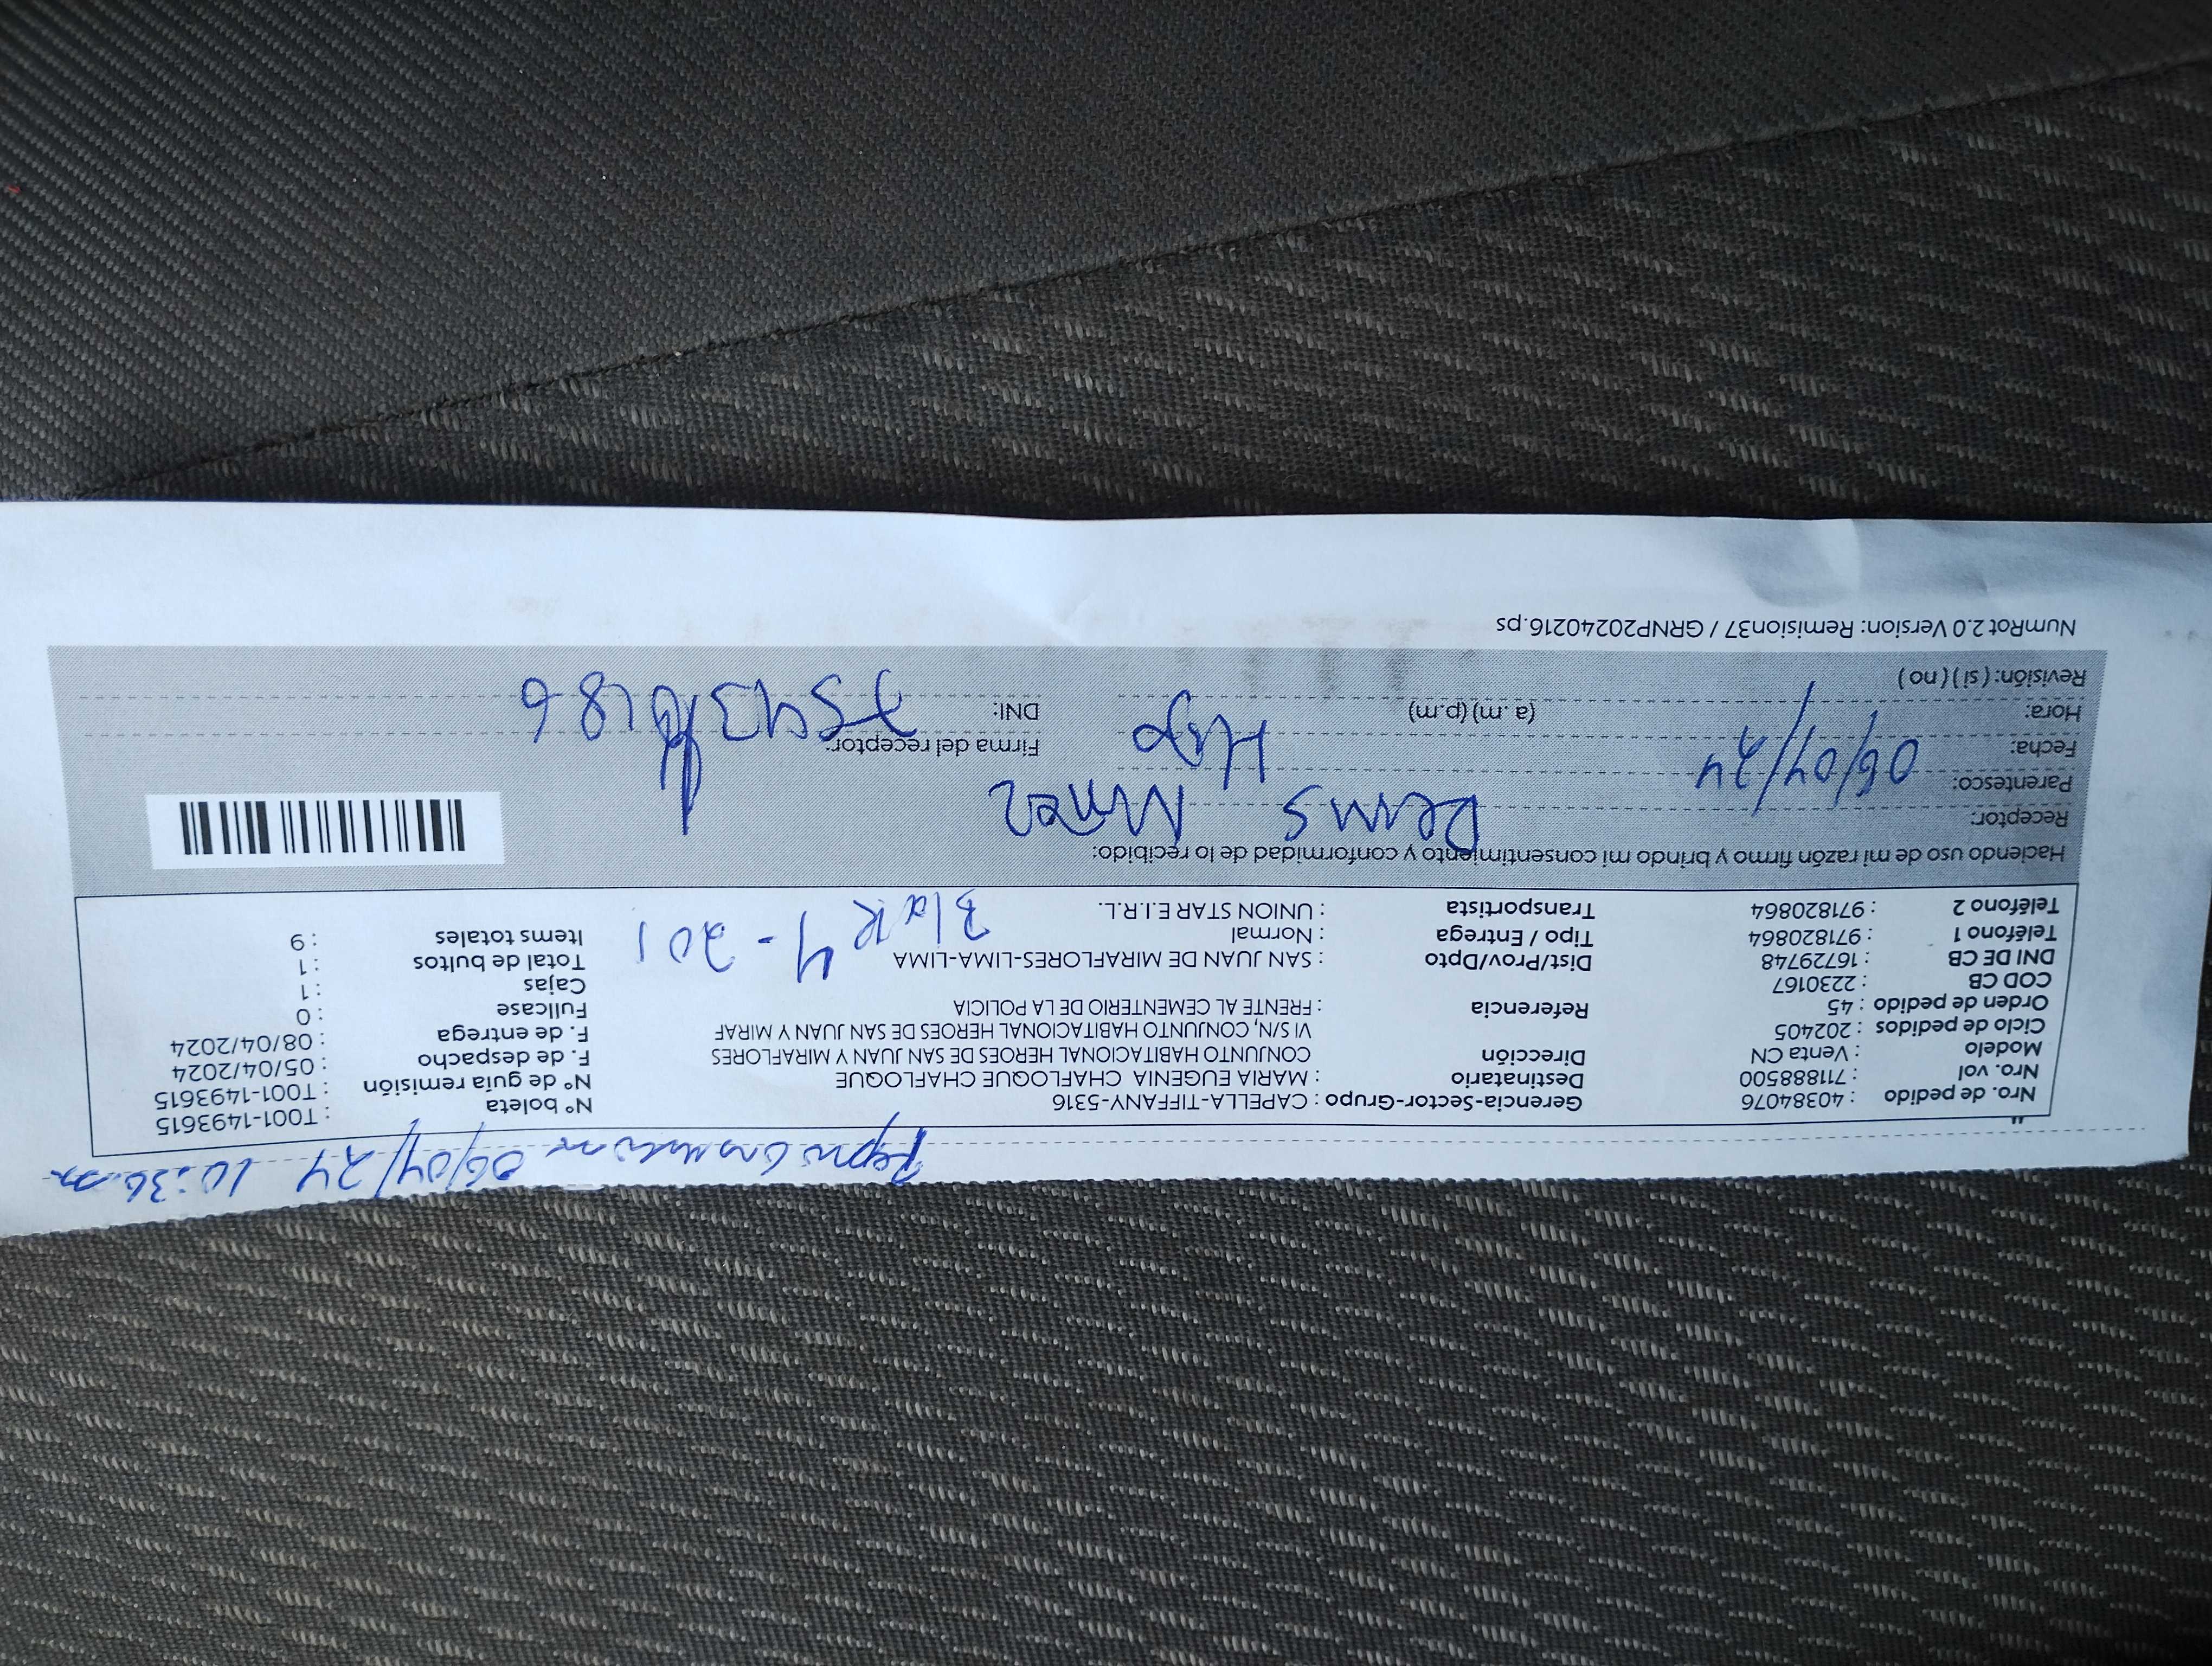 06/04/24 10:36 am
Nro. de pedido : 40384076 Gerencia-Sector-Grupo : CAPELLA-TIFFANY-5316 N° boleta : T001-1493615
Nro. vol : 711888500 Destinatario : MARIA EUGENIA CHAFLOQUE CHAFLOQUE N° de guía remisión : T001-1493615
Modelo : Venta CN Dirección CONJUNTO HABITACIONAL HEROES DE SAN JUAN Y MIRAFLORES F. de despacho : 05/04/2024
Ciclo de pedidos : 202405 VI S/N, CONJUNTO HABITACIONAL HEROES DE SAN JUAN Y MIRAF F. de entrega : 08/04/2024
Orden de pedido : 45 Referencia : FRENTE AL CEMENTERIO DE LA POLICIA Fullcase : 0
COD CB : 2230167 Cajas : 1
DNI DE CB : 16729748 Dist/Prov/Dpto : SAN JUAN DE MIRAFLORES-LIMA-LIMA Total de bultos : 1
Teléfono 1 : 971820864 Tipo / Entrega : Normal Items totales : 9
Teléfono 2 : 971820864 Transportista : UNION STAR E.I.R.L.
4-201
Haciendo uso de mi razón firmo y brindo mi consentimiento y conformidad de lo recibido:
Receptor:
Parentesco:
Fecha: 06/04/24 Firma del receptor:
Hora: (a.m) (p.m) DNI:
Revisión: ( si ) ( no )
NumRot 2.0 Version: Remision37 / GRNP20240216.ps